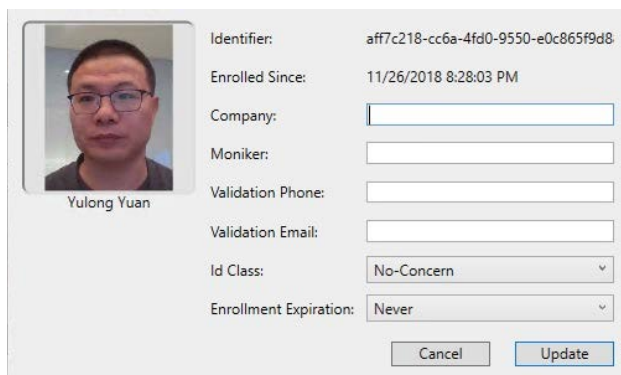 Identifier: aff7c218-cc6a-4fd0-9550-e0c865f9d8
Enrolled Since: 11/26/2018 8:28:03 PM
Company:
Moniker:
Yulong Yuan
Validation Phone:
Validation Email:
Id Class: No-Concern
Enrollment Expiration: Never
Cancel Update